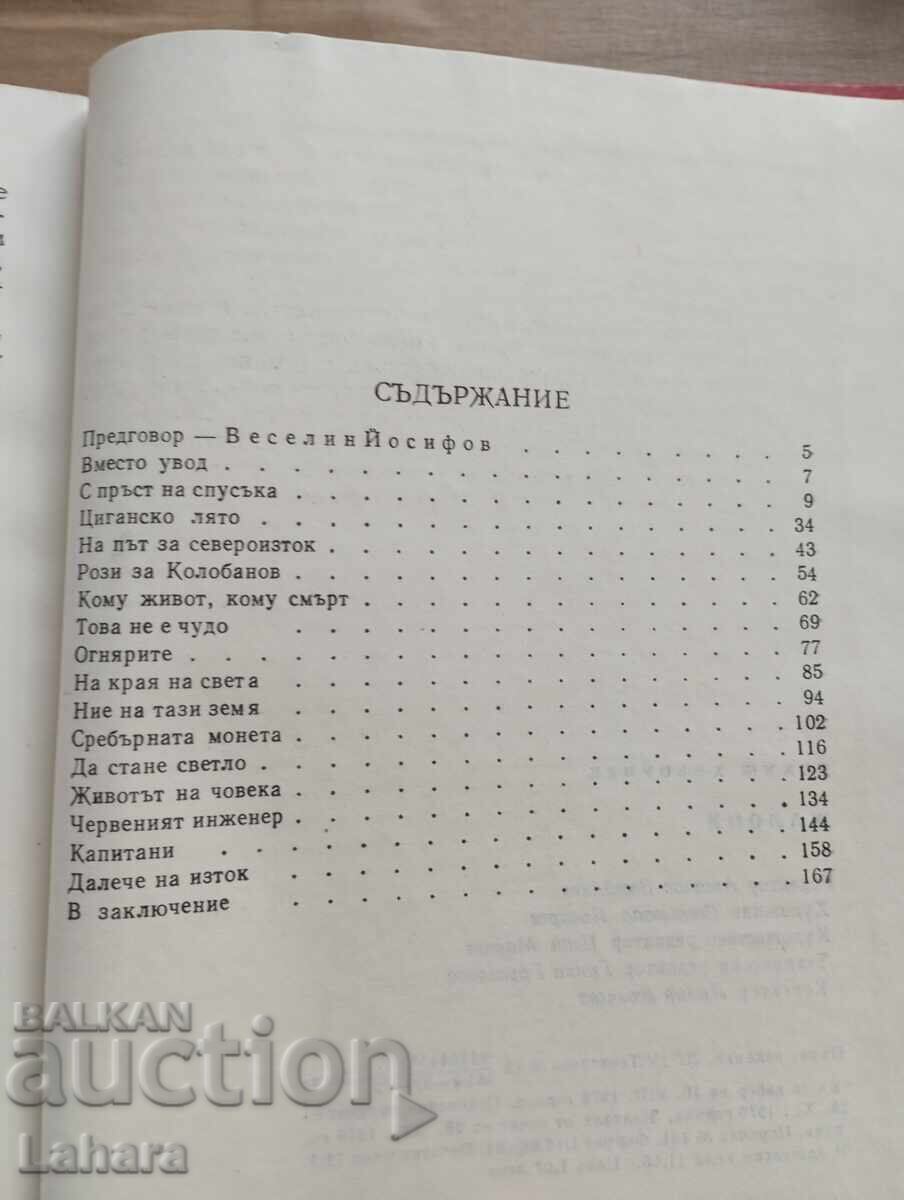 СЪДЪРЖАНИЕ
Предговор — Веселин Йосифов . . . . . . . . . 5
Вместо увод . . . . . . . . . . . . . . . . 7
С пръст на спусъка . . . . . . . . . . . . . . 9
Циганско лято . . . . . . . . . . . . . . . 34
На път за североизток . . . . . . . . . . . . . 43
Рози за Колобанов . . . . . . . . . . . . . . 54
Кому живот, кому смърт . . . . . . . . . . . . 62
Това не е чудо . . . . . . . . . . . . . . 69
Огнярите . . . . . . . . . . . . . . . . . 77
На края на света . . . . . . . . . . . . . . 85
Ние на тази земя . . . . . . . . . . . . . . 94
Сребърната монета . . . . . . . . . . . . . . 102
Да стане светло . . . . . . . . . . . . . . . 116
Животът на човека . . . . . . . . . . . . . . 123
Червеният инженер . . . . . . . . . . . . . . 134
Капитани . . . . . . . . . . . . . . . . 144
Далече на изток . . . . . . . . . . . . . . 158
В заключение . . . . . . . . . . . . . . 167
BALKAN
auction
Lahara